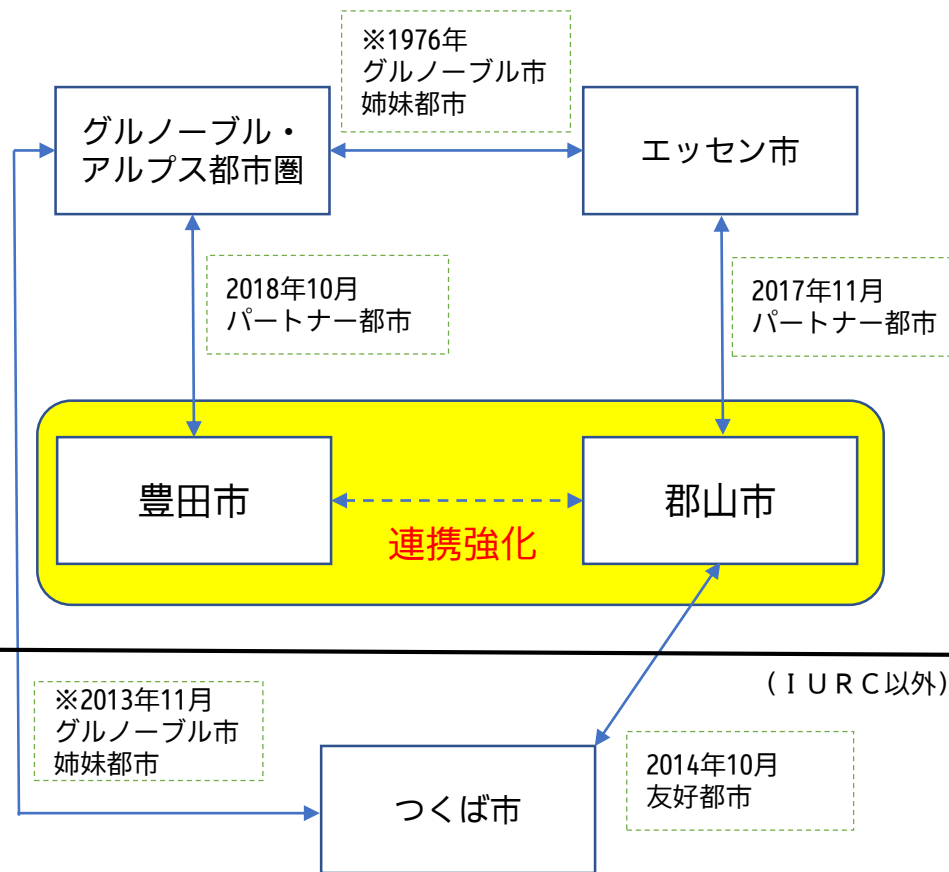 ※1976年
グルノーブル市
姉妹都市
グルノーブル・
アルプス都市圏
エッセン市
2018年10月
パートナー都市
2017年11月
パートナー都市
豊田市
郡山市
連携強化
(ＩＵＲＣ以外)
※2013年11月
グルノーブル市
姉妹都市
2014年10月
友好都市
つくば市